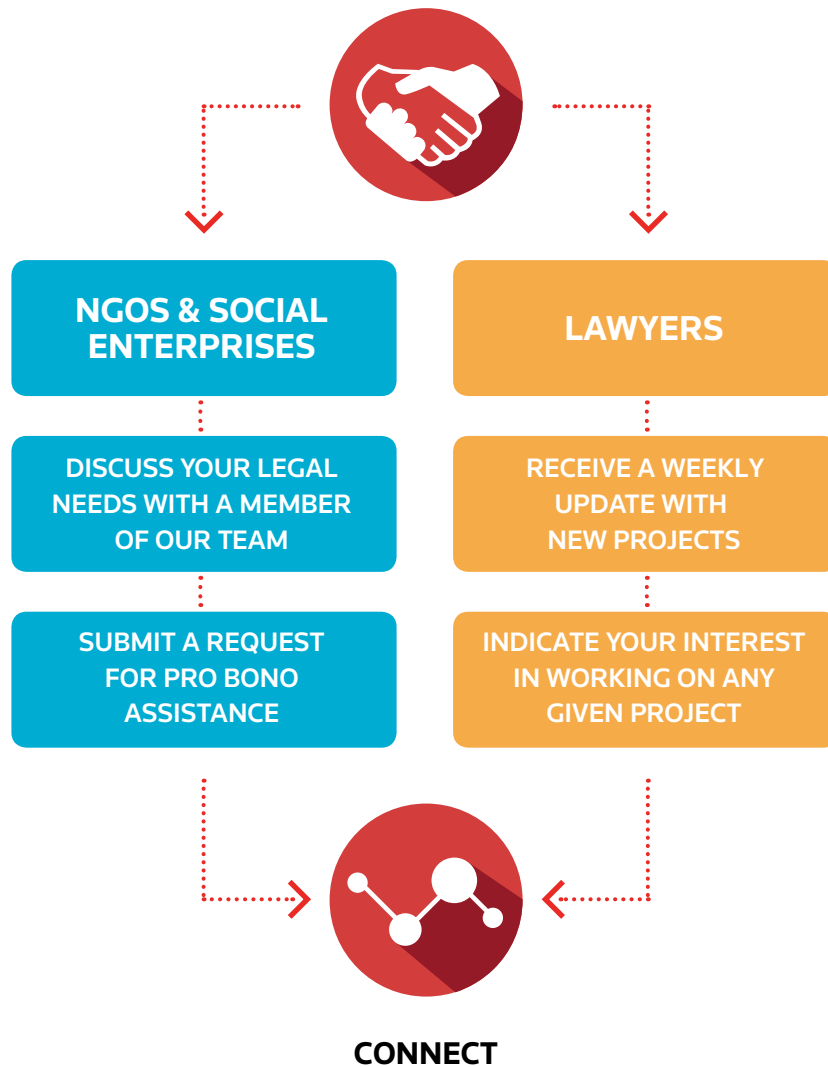 NGOS & SOCIAL
ENTERPRISES
DISCUSS YOUR LEGAL
NEEDS WITH A MEMBER
OF OUR TEAM
SUBMIT A REQUEST
FOR PRO BONO
ASSISTANCE
LAWYERS
RECEIVE A WEEKLY
UPDATE WITH
NEW PROJECTS
INDICATE YOUR INTEREST
IN WORKING ON ANY
GIVEN PROJECT
CONNECT